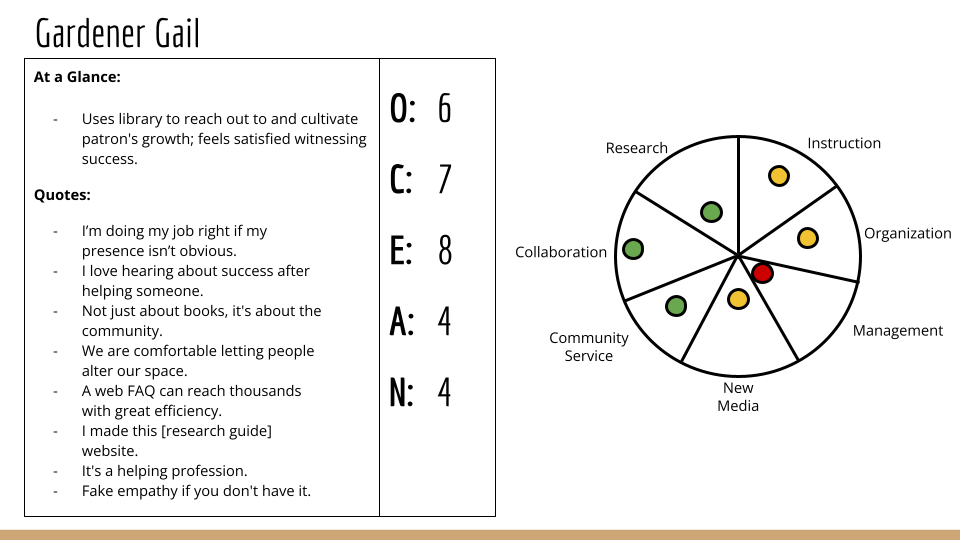 Gardener Gail
At a Glance:
- Uses library to reach out to and cultivate
patron's growth; feels satisfied witnessing
success.
Quotes:
- I’m doing my job right if my
presence isn’t obvious.
- I love hearing about success after
helping someone.
- Not just about books, it's about the
community.
- We are comfortable letting people
alter our space.
- A web FAQ can reach thousands
with great efficiency.
- I made this [research guide]
website.
- It's a helping profession.
- Fake empathy if you don't have it.
O: 6
C: 7
E: 8
A: 4
N: 4
Research
Instruction
Organization
Collaboration
Management
Community
Service
New
Media